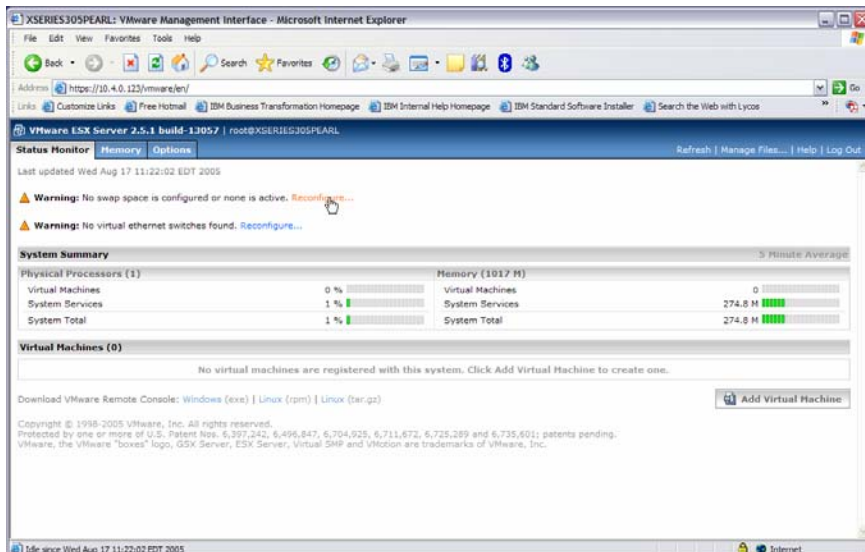 XSERIES305PEARL: VMware Management Interface - Microsoft Internet Explorer
File Edit View Favorites Tools Help
Back Search Favorites
Address https://10.4.0.123/vmware/en/ Go
Links Customize Links Free Hotmail IBM Business Transformation Homepage IBM Internal Help Homepage IBM Standard Software Installer Search the Web with Lycos »
VMware ESX Server 2.5.1 build-13057 | root@XSERIES305PEARL
Status Monitor Memory Options Refresh | Manage Files... | Help | Log Out
Last updated Wed Aug 17 11:22:02 EDT 2005
Warning: No swap space is configured or none is active. Reconfigure...
Warning: No virtual ethernet switches found. Reconfigure...
System Summary 5 Minute Average
Physical Processors (1) Memory (1017 M)
Virtual Machines 0 % Virtual Machines 0
System Services 1 % System Services 274.8 M
System Total 1 % System Total 274.8 M
Virtual Machines (0)
No virtual machines are registered with this system. Click Add Virtual Machine to create one.
Download VMware Remote Console: Windows (exe) | Linux (rpm) | Linux (tar.gz) Add Virtual Machine
Copyright © 1998-2005 VMware, Inc. All rights reserved.
Protected by one or more of U.S. Patent Nos. 6,397,242, 6,496,847, 6,704,925, 6,711,672, 6,725,289 and 6,735,601; patents pending.
VMware, the VMware "boxes" logo, GSX Server, ESX Server, Virtual SMP and VMotion are trademarks of VMware, Inc.
Idle since Wed Aug 17 11:22:02 EDT 2005 Internet